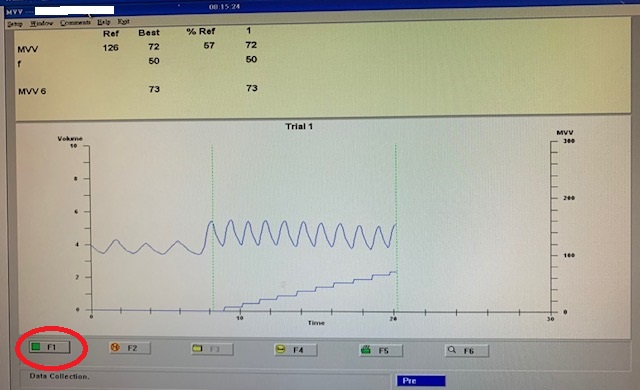 MVV 08:15:24
Setup Window Comments Help Exit
Ref Best % Ref 1
MVV 126 72 57 72
f 50 50
MVV 6 73 73
Trial 1
Volume MVV
10 300
8
200
6
4
100
2
0 0
0 10 20 30
Time
F1 F2 F3 F4 F5 F6
Data Collection.
Pre